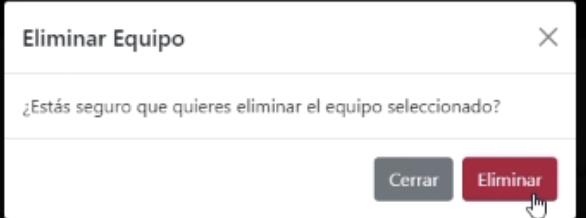 Eliminar Equipo
¿Estás seguro que quieres eliminar el equipo seleccionado?
Cerrar Eliminar